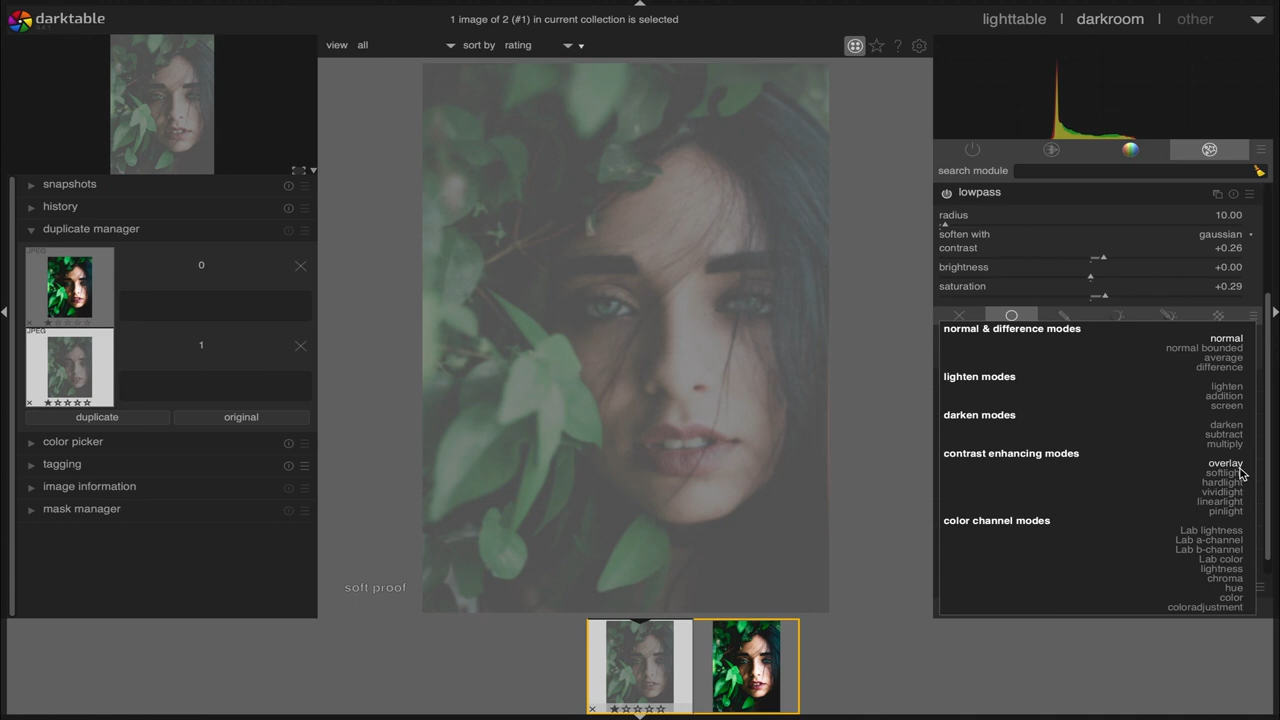 darktable
1 image of 2 (#1) in current collection is selected
lighttable | darkroom | other
view all sort by rating
snapshots
history
duplicate manager
JPEG
0
JPEG
1
duplicate original
color picker
tagging
image information
mask manager
soft proof
search module
lowpass
radius 10.00
soften with gaussian
contrast +0.26
brightness +0.00
saturation +0.29
normal & difference modes
normal
normal bounded
average
difference
lighten modes
lighten
addition
screen
darken modes
darken
subtract
multiply
contrast enhancing modes
overlay
softlight
hardlight
vividlight
linearlight
pinlight
color channel modes
Lab lightness
Lab a-channel
Lab b-channel
Lab color
lightness
chroma
hue
color
coloradjustment